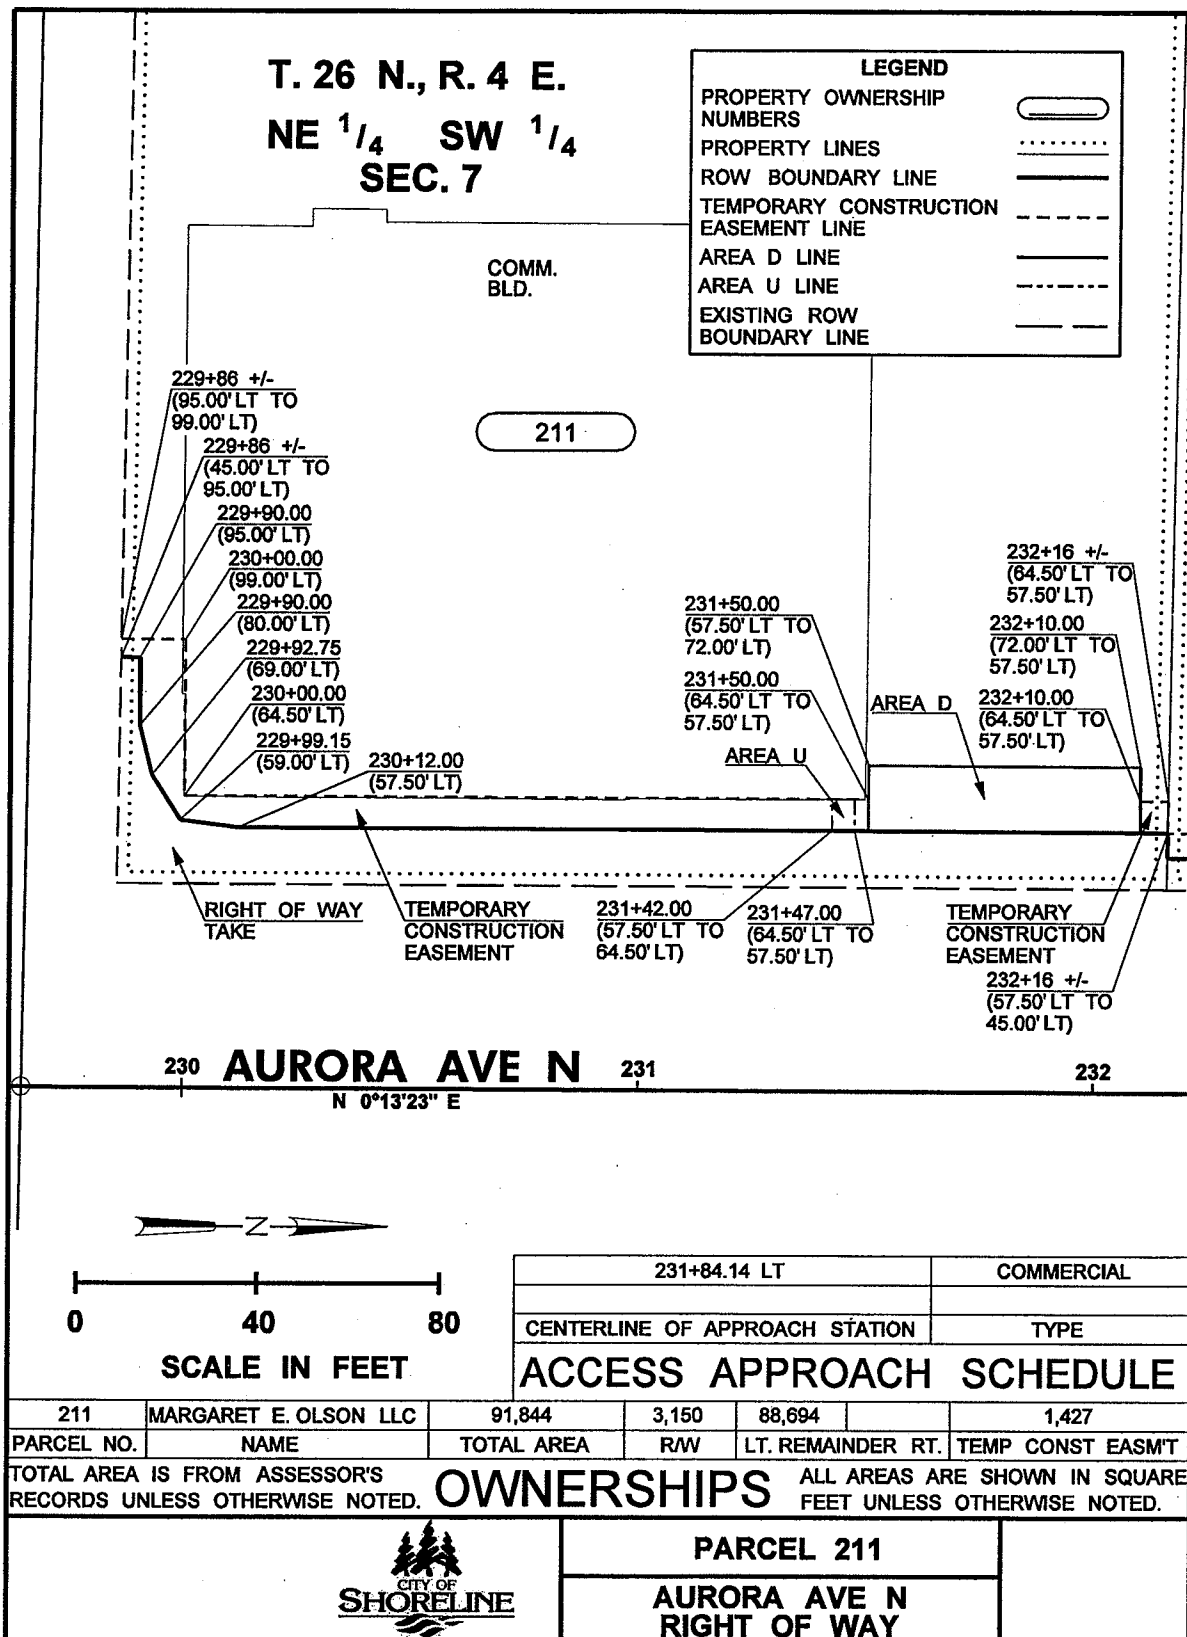 T. 26 N., R. 4 E.
NE 1/4 SW 1/4
SEC. 7
LEGEND
PROPERTY OWNERSHIP
NUMBERS
PROPERTY LINES
ROW BOUNDARY LINE
TEMPORARY CONSTRUCTION
EASEMENT LINE
AREA D LINE
AREA U LINE
EXISTING ROW
BOUNDARY LINE
COMM.
BLD.
211
229+86 +/-
(95.00' LT TO
99.00' LT)
229+86 +/-
(45.00' LT TO
95.00' LT)
229+90.00
(95.00' LT)
230+00.00
(99.00' LT)
229+90.00
(80.00' LT)
229+92.75
(69.00' LT)
230+00.00
(64.50' LT)
229+99.15
(59.00' LT)
230+12.00
(57.50' LT)
231+50.00
(57.50' LT TO
72.00' LT)
231+50.00
(64.50' LT TO
57.50' LT)
AREA U
AREA D
232+16 +/-
(64.50' LT TO
57.50' LT)
232+10.00
(72.00' LT TO
57.50' LT)
232+10.00
(64.50' LT TO
57.50' LT)
RIGHT OF WAY
TAKE
TEMPORARY
CONSTRUCTION
EASEMENT
231+42.00
(57.50' LT TO
64.50' LT)
231+47.00
(64.50' LT TO
57.50' LT)
TEMPORARY
CONSTRUCTION
EASEMENT
232+16 +/-
(57.50' LT TO
45.00' LT)
230 AURORA AVE N 231 232
N 0°13'23" E
N
0 40 80
SCALE IN FEET
231+84.14 LT COMMERCIAL
CENTERLINE OF APPROACH STATION TYPE
ACCESS APPROACH SCHEDULE
211 MARGARET E. OLSON LLC 91,844 3,150 88,694 1,427
PARCEL NO. NAME TOTAL AREA R/W LT. REMAINDER RT. TEMP CONST EASM'T
TOTAL AREA IS FROM ASSESSOR'S
RECORDS UNLESS OTHERWISE NOTED.
OWNERSHIPS
ALL AREAS ARE SHOWN IN SQUARE
FEET UNLESS OTHERWISE NOTED.
CITY OF
SHORELINE
PARCEL 211
AURORA AVE N
RIGHT OF WAY